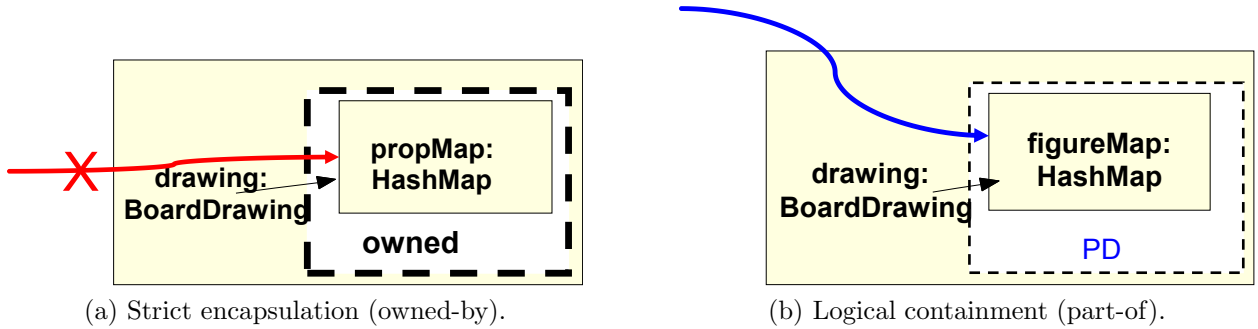 propMap:
HashMap
drawing:
BoardDrawing
owned
(a) Strict encapsulation (owned-by).
figureMap:
HashMap
drawing:
BoardDrawing
PD
(b) Logical containment (part-of).